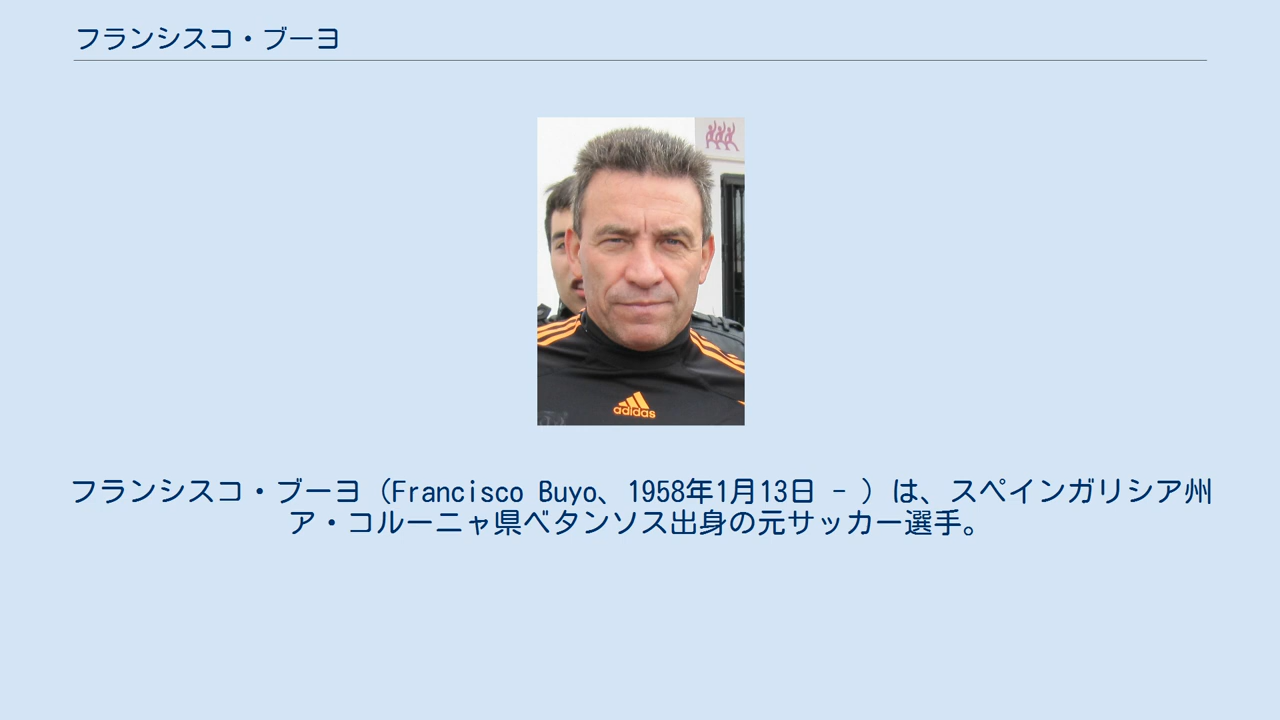 フランシスコ・ブーヨ
adidas
フランシスコ・ブーヨ（Francisco Buyo、1958年1月13日 - ）は、スペインガリシア州
ア・コルーニャ県ベタンソス出身の元サッカー選手。